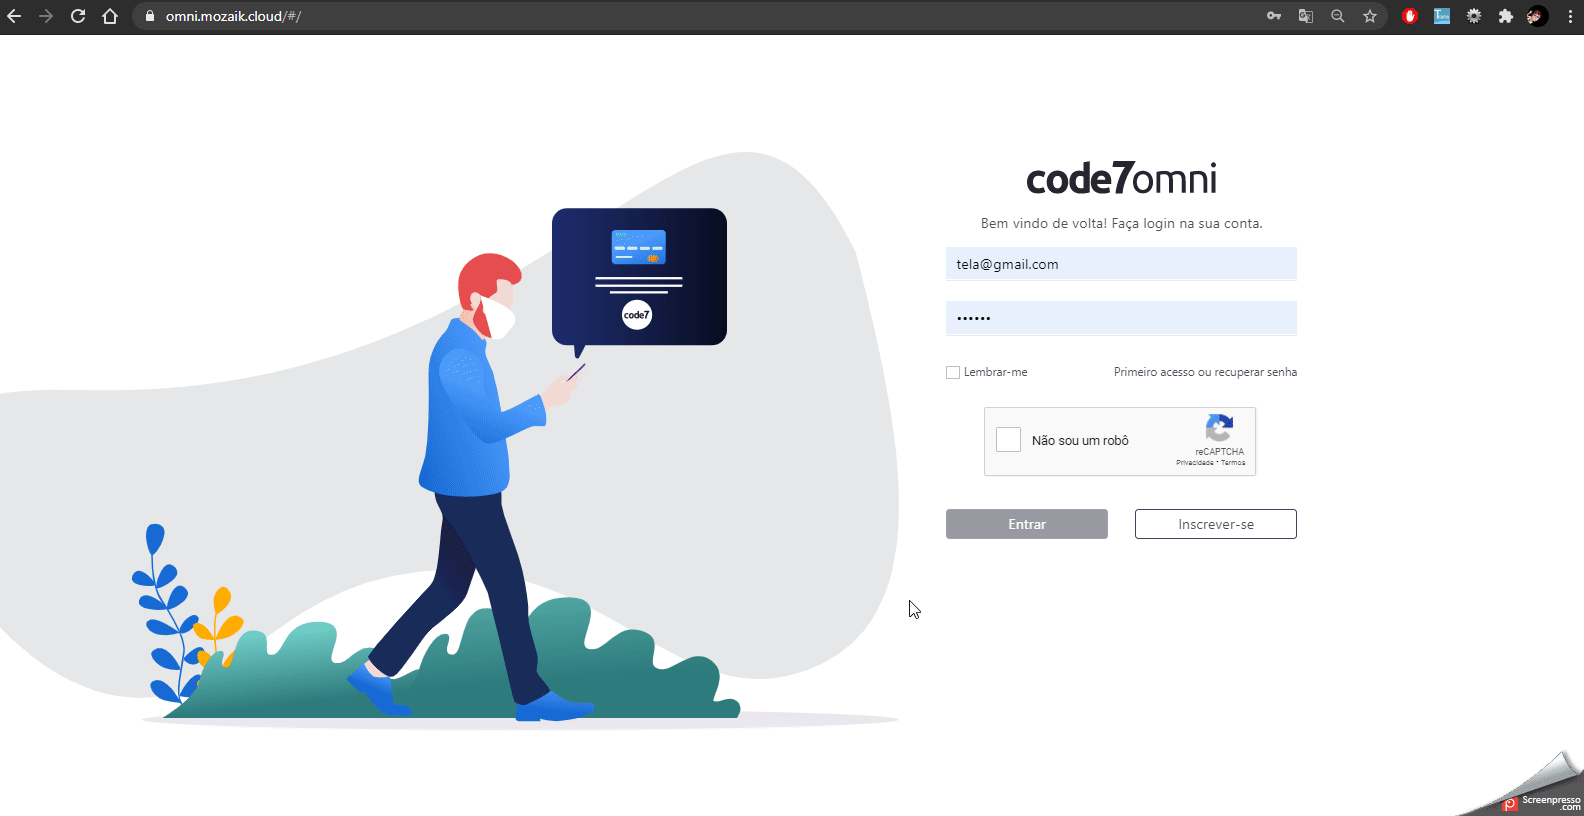 omni.mozaik.cloud/#/
code7omni
Bem vindo de volta! Faça login na sua conta.
tela@gmail.com
••••••
Lembrar-me
Primeiro acesso ou recuperar senha
Não sou um robô
reCAPTCHA
Privacidade - Termos
Entrar
Inscrever-se
code7
Screenpresso
.com